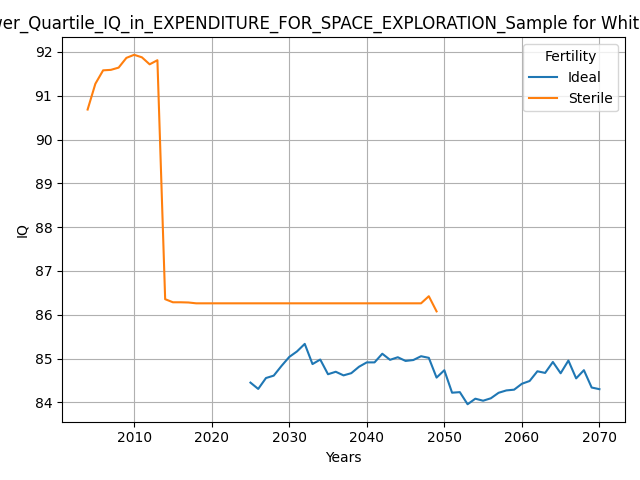 wer_Quartile_IQ_in_EXPENDITURE_FOR_SPACE_EXPLORATION_Sample for Whit
Fertility
Ideal
Sterile
92
91
90
89
88
87
86
85
84
IQ
2010 2020 2030 2040 2050 2060 2070
Years